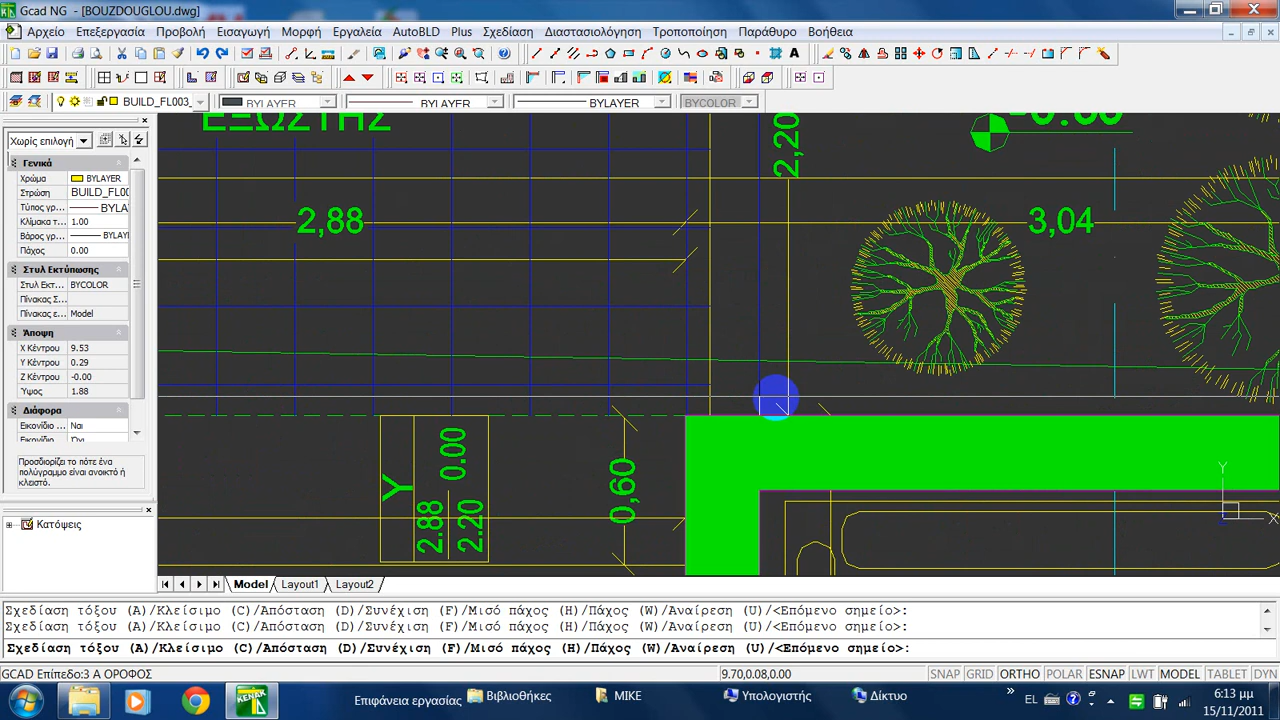 Gcad NG - [BOUZDOUGLOU.dwg]
Αρχείο Επεξεργασία Προβολή Εισαγωγή Μορφή Εργαλεία AutoBLD Plus Σχεδίαση Διαστασιολόγηση Τροποποίηση Παράθυρο Βοήθεια
BUILD_FL003_ BYLAYER BYLAYER BYLAYER BYCOLOR
Χωρίς επιλογή
Γενικά
Χρώμα BYLAYER
Στρώση BUILD_FL00
Τύπος γρ... BYLA
Κλίμακα τ... 1.00
Βάρος γρ... BYLAY
Πάχος 0.00
Στυλ Εκτύπωσης
Στυλ Εκτ... BYCOLOR
Πίνακας Σ...
Πίνακας ε... Model
Άποψη
X Κέντρου 9.53
Y Κέντρου 0.29
Z Κέντρου -0.00
Υψος 1.88
Διάφορα
Εικονίδιο ... Ναι
Προσδιορίζει το πότε ένα
πολύγραμμο είναι ανοικτό ή
κλειστό.
Κατόψεις
ΕΞΩΣΤΗΣ
2,20
2,88
3,04
Y
0.00
2.88
2.20
0,60
Y
X
Model Layout1 Layout2
Σχεδίαση τόξου (A)/Κλείσιμο (C)/Απόσταση (D)/Συνέχιση (F)/Μισό πάχος (H)/Πάχος (W)/Αναίρεση (U)/<Επόμενο σημείο>:
Σχεδίαση τόξου (A)/Κλείσιμο (C)/Απόσταση (D)/Συνέχιση (F)/Μισό πάχος (H)/Πάχος (W)/Αναίρεση (U)/<Επόμενο σημείο>:
Σχεδίαση τόξου (A)/Κλείσιμο (C)/Απόσταση (D)/Συνέχιση (F)/Μισό πάχος (H)/Πάχος (W)/Αναίρεση (U)/<Επόμενο σημείο>:
GCAD Επίπεδο:3 Α ΟΡΟΦΟΣ 9.70,0.08,0.00 SNAP GRID ORTHO POLAR ESNAP LWT MODEL TABLET DYN
Επιφάνεια εργασίας Βιβλιοθήκες MIKE Υπολογιστής Δίκτυο » EL 6:13 μμ
15/11/2011